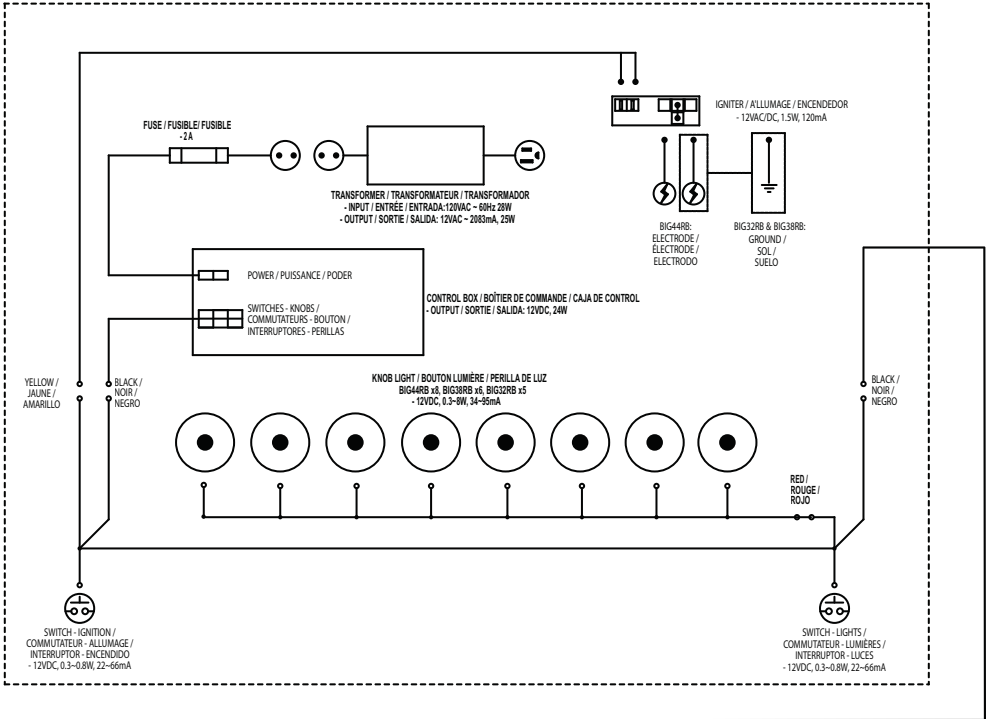 IGNITER / A'LLUMAGE / ENCENDEDOR
- 12VAC/DC, 1.5W, 120mA
FUSE / FUSIBLE/ FUSIBLE
- 2 A
TRANSFORMER / TRANSFORMATEUR / TRANSFORMADOR
- INPUT / ENTRÉE / ENTRADA:120VAC ~ 60Hz 28W
- OUTPUT / SORTIE / SALIDA: 12VAC ~ 2083mA, 25W
BIG44RB:
ELECTRODE /
ÉLECTRODE /
ELECTRODO
BIG32RB & BIG38RB:
GROUND /
SOL /
SUELO
POWER / PUISSANCE / PODER
SWITCHES - KNOBS /
COMMUTATEURS - BOUTON /
INTERRUPTORES - PERILLAS
CONTROL BOX / BOÎTIER DE COMMANDE / CAJA DE CONTROL
- OUTPUT / SORTIE / SALIDA: 12VDC, 24W
YELLOW /
JAUNE /
AMARILLO
BLACK /
NOIR /
NEGRO
KNOB LIGHT / BOUTON LUMIÈRE / PERILLA DE LUZ
BIG44RB x8, BIG38RB x6, BIG32RB x5
- 12VDC, 0.3~8W, 34~95mA
BLACK /
NOIR /
NEGRO
RED /
ROUGE /
ROJO
SWITCH - IGNITION /
COMMUTATEUR - ALLUMAGE /
INTERRUPTOR - ENCENDIDO
- 12VDC, 0.3~0.8W, 22~66mA
SWITCH - LIGHTS /
COMMUTATEUR - LUMIÈRES /
INTERRUPTOR - LUCES
- 12VDC, 0.3~0.8W, 22~66mA